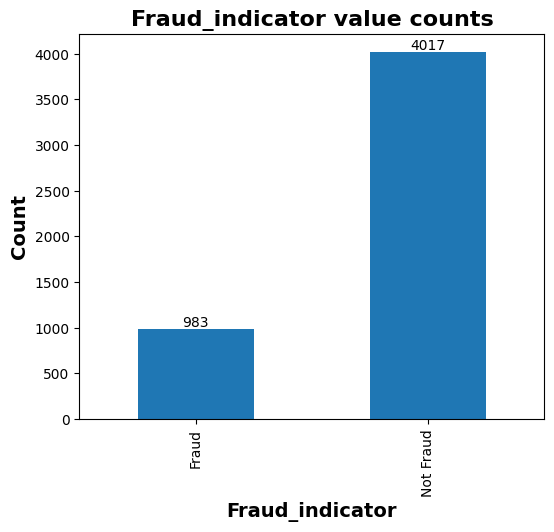 Fraud_indicator value counts
4017
983
4000
3500
3000
2500
2000
1500
1000
500
0
Count
Fraud
Not Fraud
Fraud_indicator